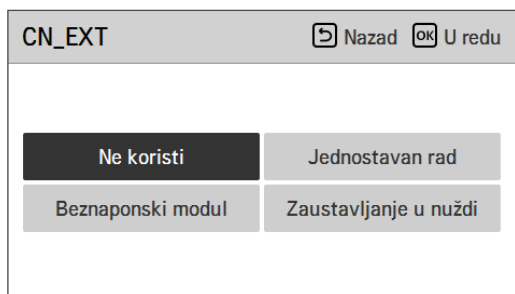 CN_EXT Nazad OK U redu
Ne koristi Jednostavan rad
Beznaponski modul Zaustavljanje u nuždi